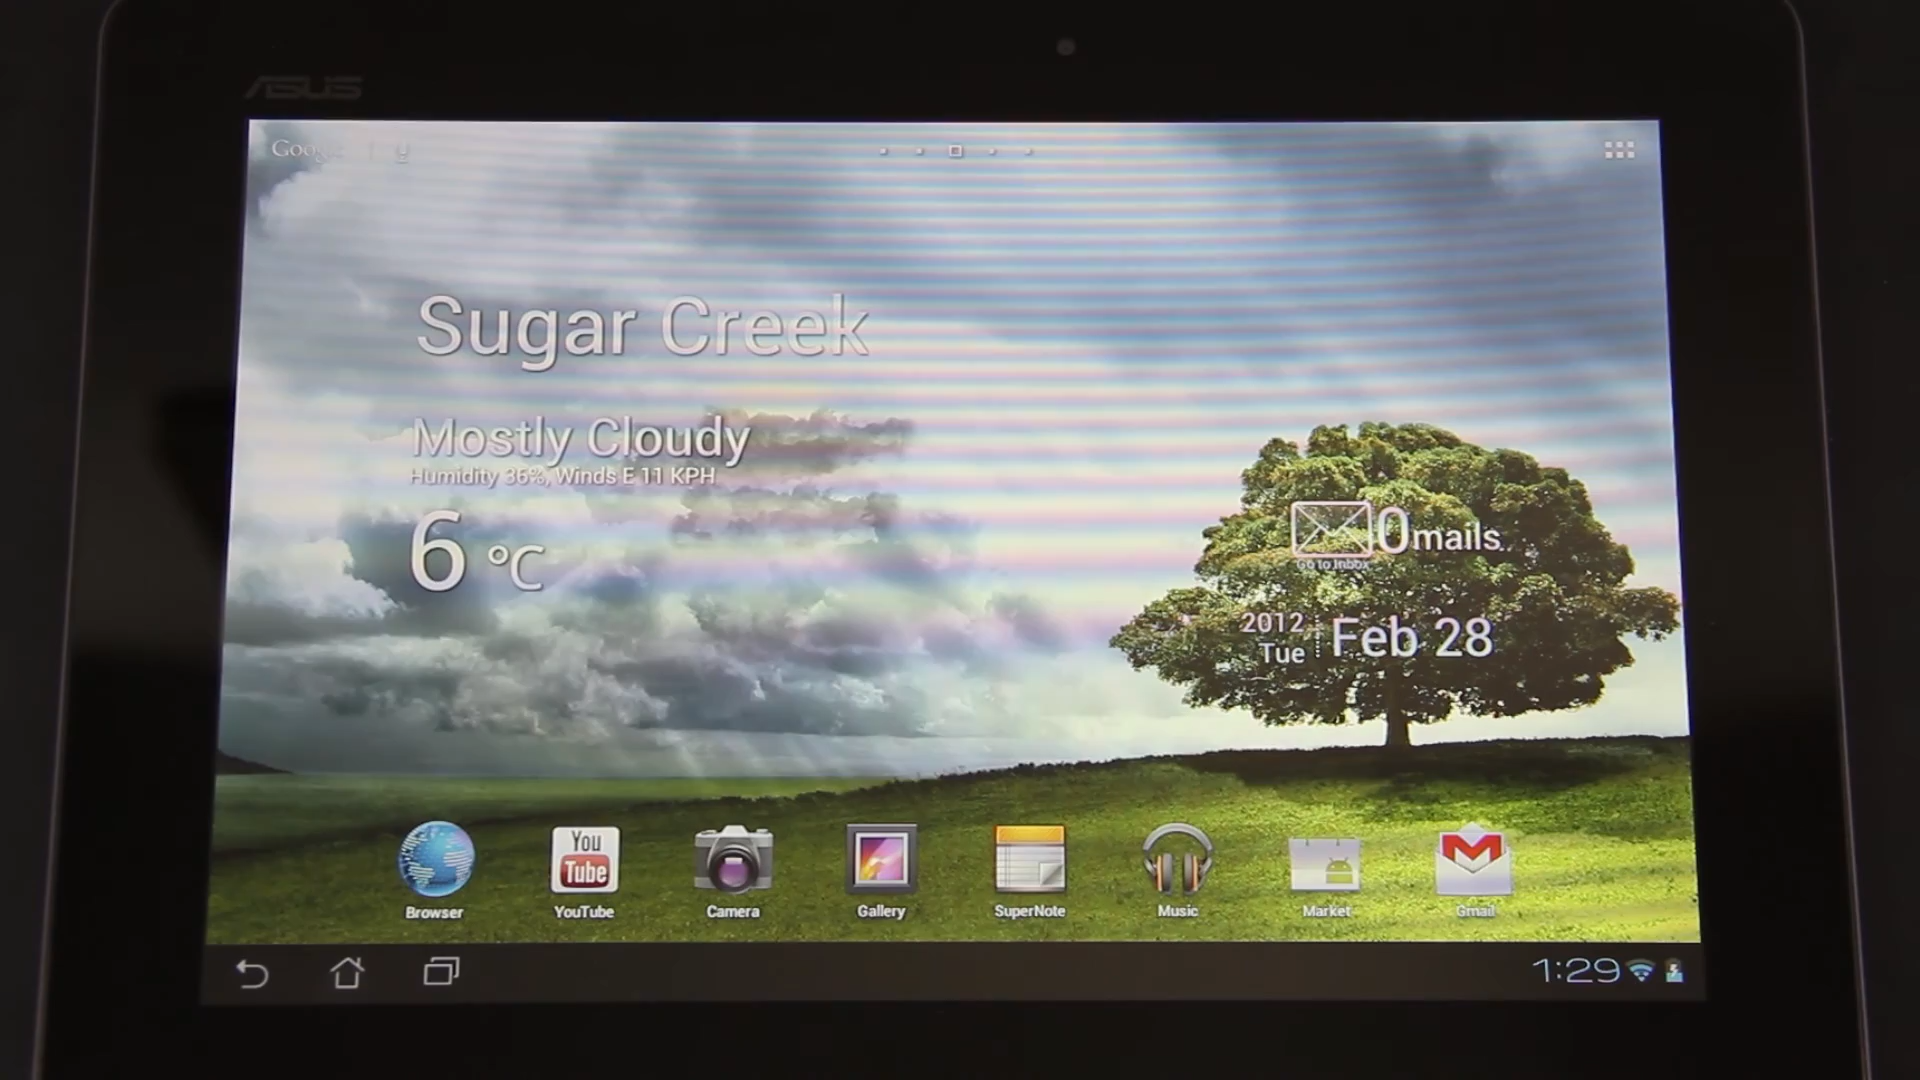 ASUS
Google
Sugar Creek
Mostly Cloudy
Humidity 36%, Winds E 11 KPH
6 °C
0mails
Go to Inbox
2012
Tue
Feb 28
You
Tube
Browser
YouTube
Camera
Gallery
SuperNote
Music
Market
Gmail
1:29